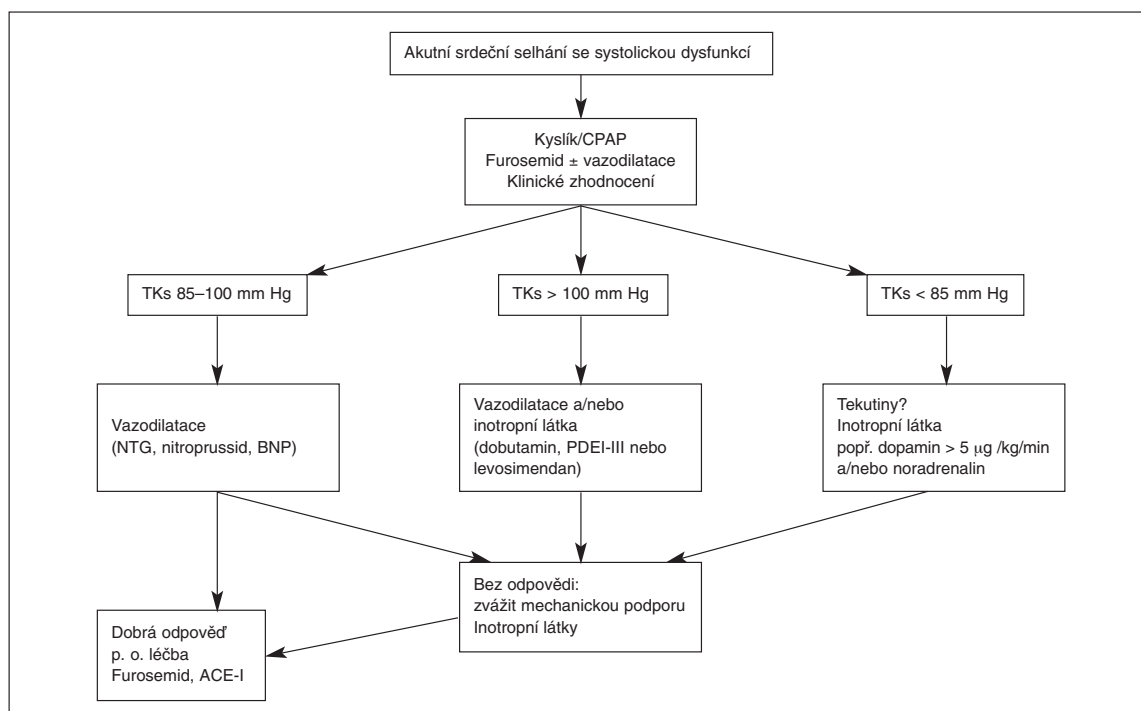 Akutní srdeční selhání se systolickou dysfunkcí
Kyslík/CPAP
Furosemid ± vazodilatace
Klinické zhodnocení
TKs 85–100 mm Hg
TKs > 100 mm Hg
TKs < 85 mm Hg
Vazodilatace
(NTG, nitroprussid, BNP)
Vazodilatace a/nebo
inotropní látka
(dobutamin, PDEI-III nebo
levosimendan)
Tekutiny?
Inotropní látka
popř. dopamin > 5 μg /kg/min
a/nebo noradrenalin
Bez odpovědi:
zvážit mechanickou podporu
Inotropní látky
Dobrá odpověď
p. o. léčba
Furosemid, ACE-I